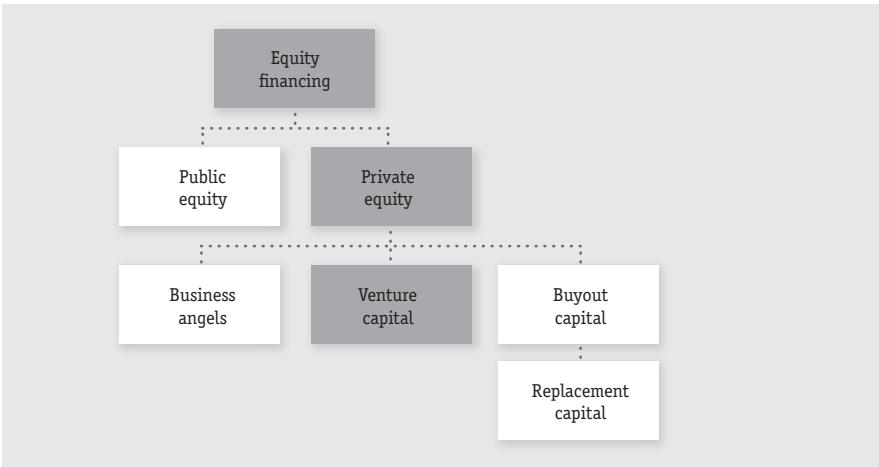 Equity
financing
Public
equity
Private
equity
Business
angels
Venture
capital
Buyout
capital
Replacement
capital